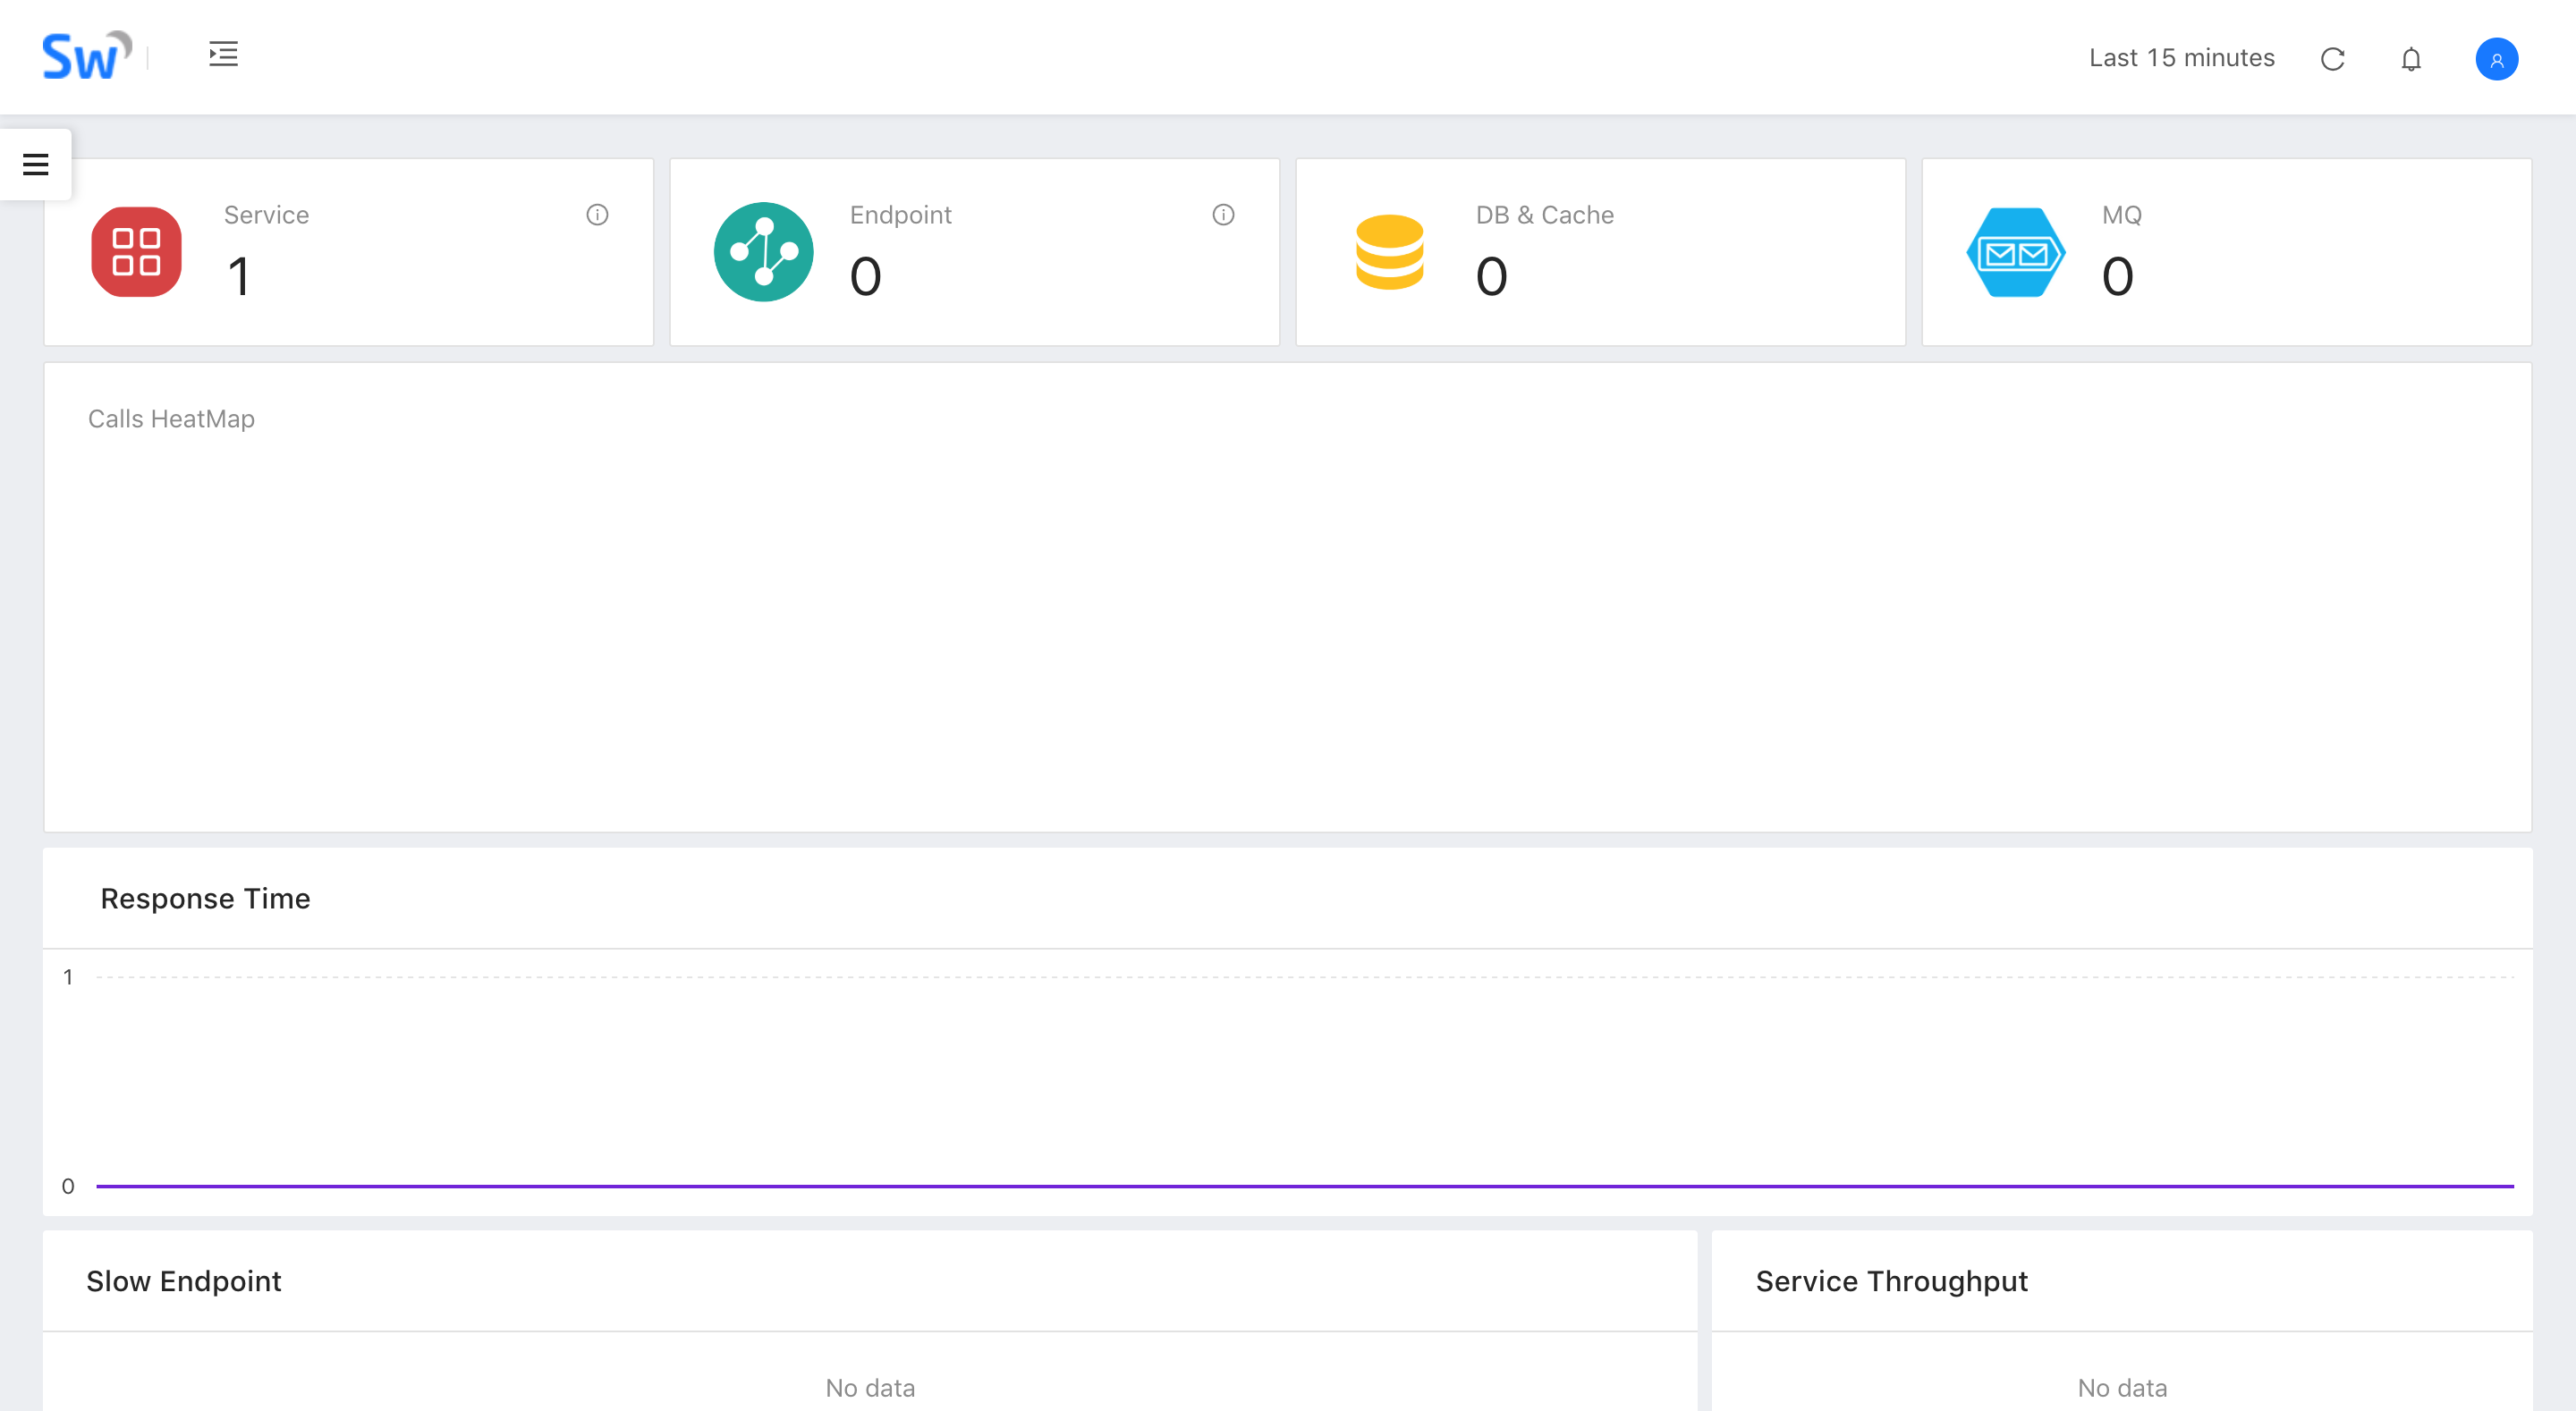 Sw
Last 15 minutes
Service
1
Endpoint
0
DB & Cache
0
MQ
0
Calls HeatMap
Response Time
1
0
Slow Endpoint
Service Throughput
No data
No data